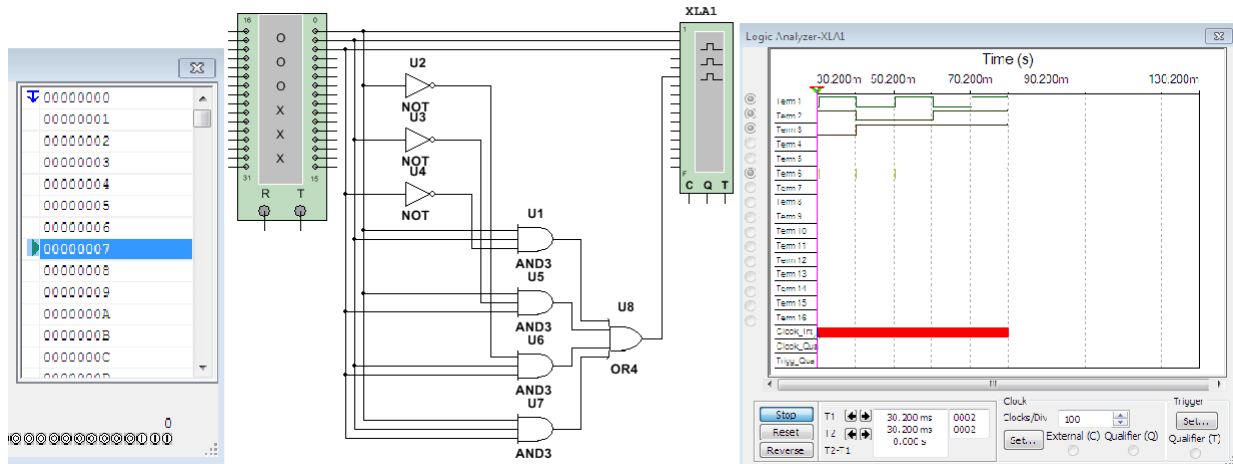 00000000
00000001
00000002
00000003
00000004
00000005
00000006
00000007
00000008
00000009
0000000A
0000000B
0000000C
0000000D
0
16 0
O
O
O
X
X
X
31 15
R T
U2
NOT
U3
NOT
U4
NOT
U1
AND3
U5
AND3
U6
AND3
U7
AND3
U8
OR4
XLA1
1
F
C Q T
Logic Analyzer-XLA1
Time (s)
30.200m 50.200m 70.200m 90.200m 130.200m
Term 1
Term 2
Term 3
Term 4
Term 5
Term 6
Term 7
Term 8
Term 9
Term 10
Term 11
Term 12
Term 13
Term 14
Term 15
Term 16
Clock_Int
Clock_Qua
Trigg_Qua
Stop
Reset
Reverse
T1 30.200 ms 0002
T2 30.200 ms 0002
T2-T1 0.000 s
Clock
Clocks/Div 100
Set... External (C) Qualifier (Q)
Trigger
Set...
Qualifier (T)